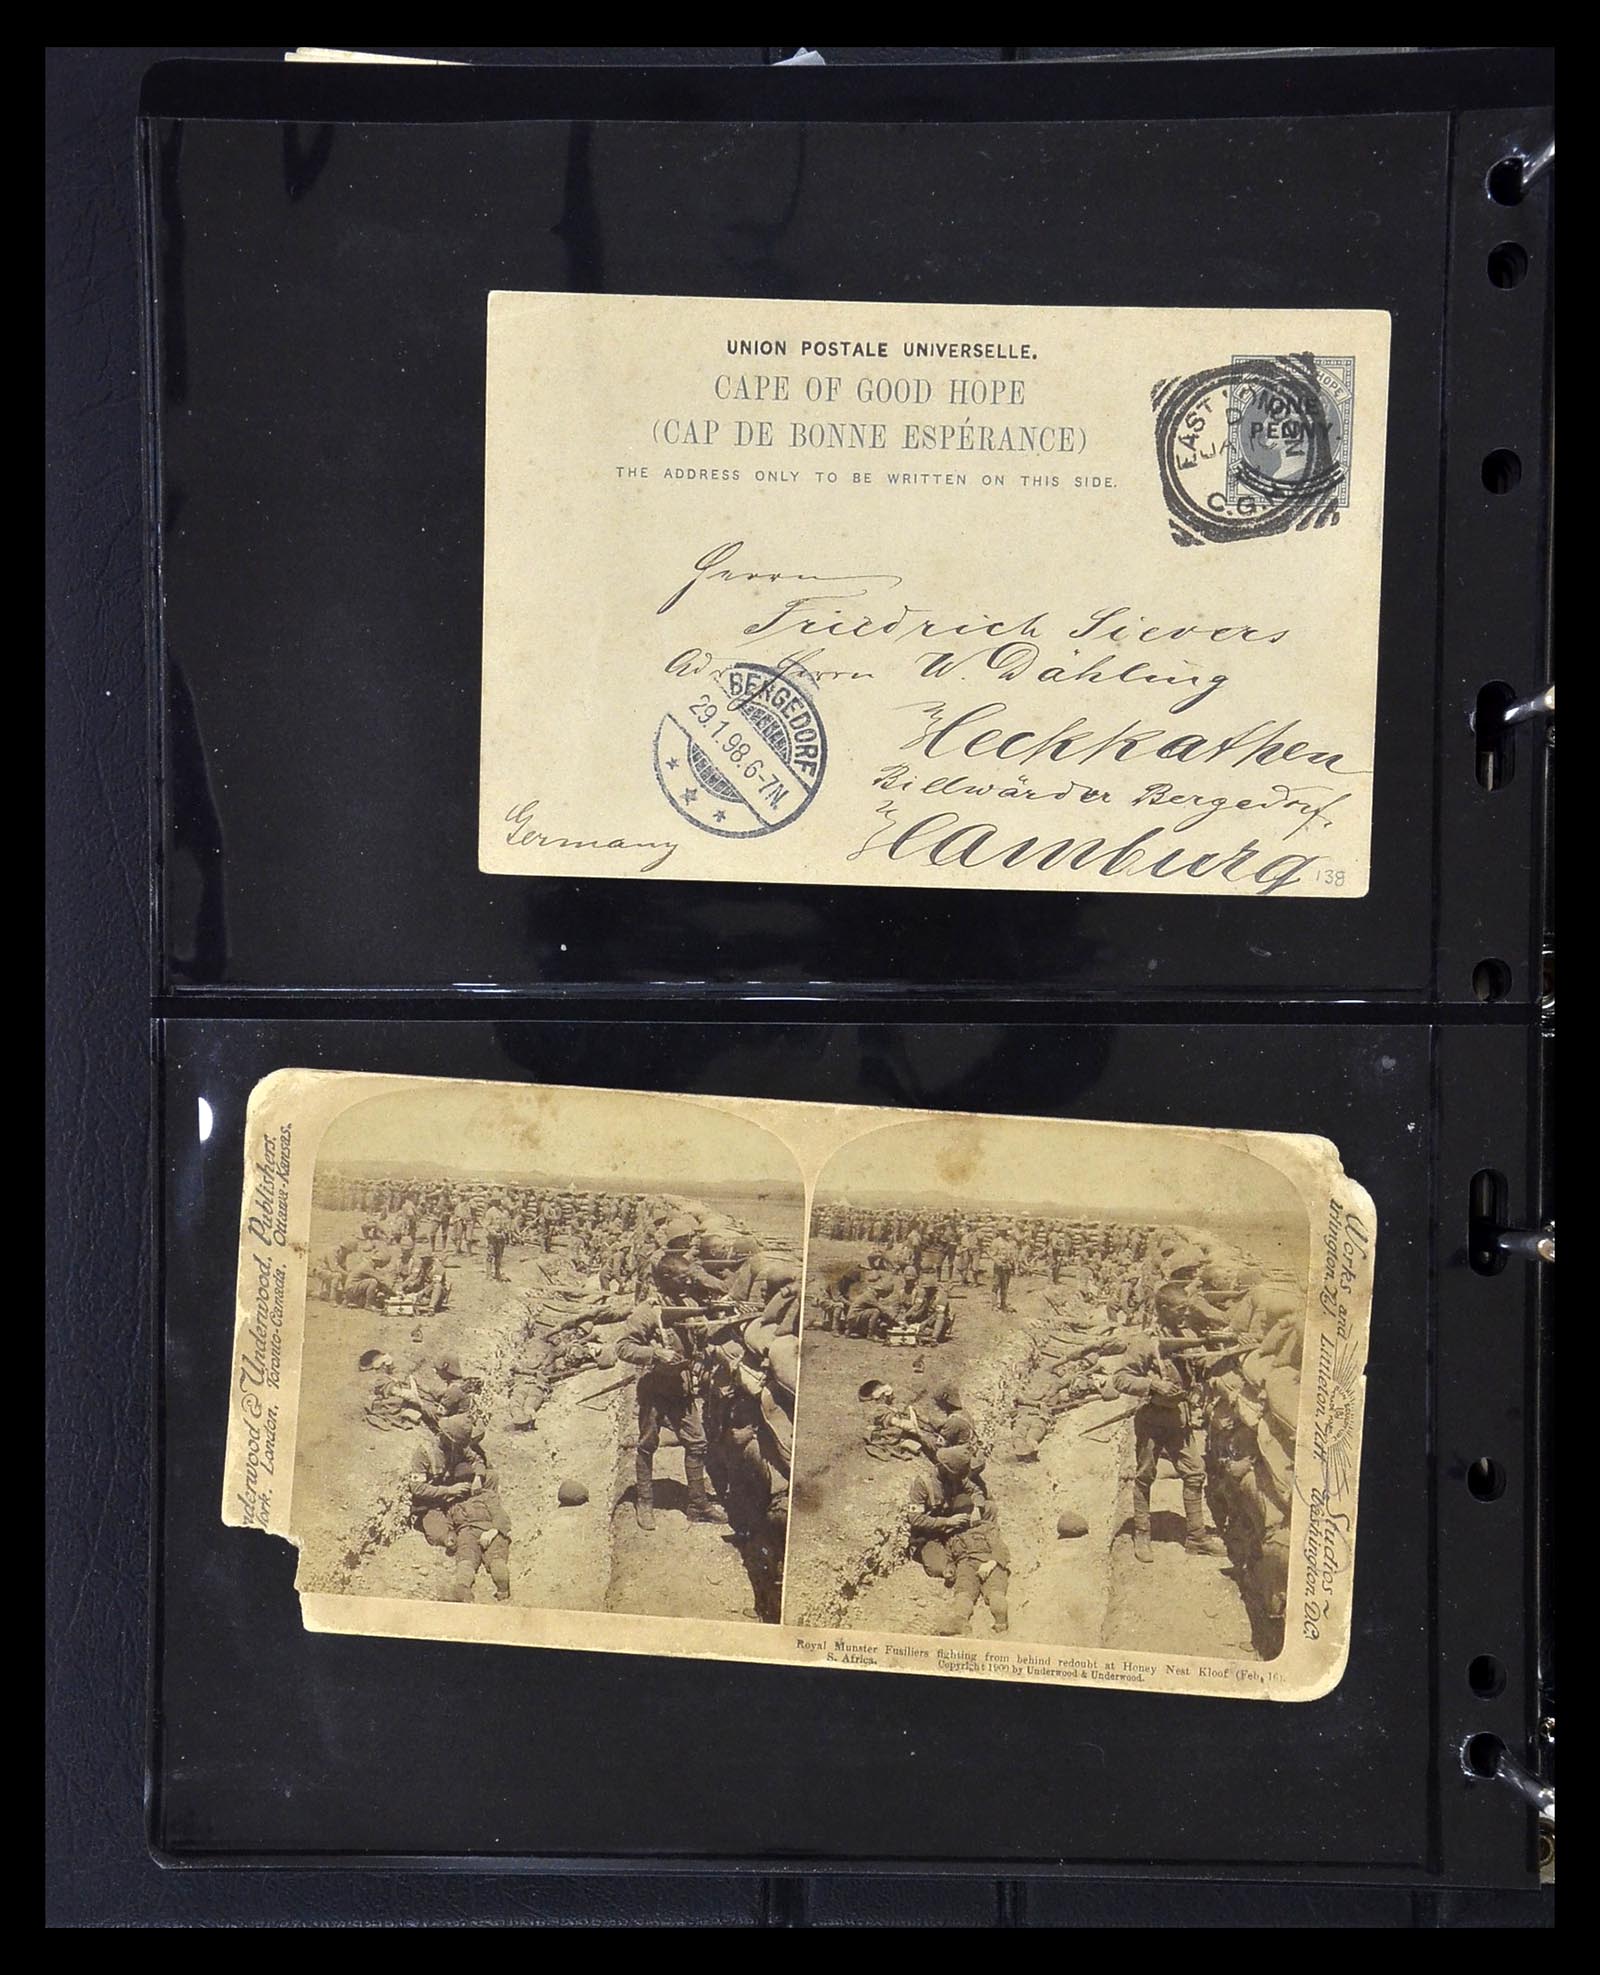 UNION POSTALE UNIVERSELLE.
CAPE OF GOOD HOPE
(CAP DE BONNE ESPÉRANCE)
THE ADDRESS ONLY TO BE WRITTEN ON THIS SIDE.
HOPE
ONE
PENNY.
EAST LONDON
D
JA
C.G.H
Herrn
Friedrich Sievers
Adr. Herrn W. Dähling
Heckkathen
Billwärder Bergedorf.
Hamburg
Germany
138
BERGEDORF
29.1.98.6-7N.
Underwood & Underwood. Publishers.
York. London. Toronto-Canada. Ottawa-Kansas.
Works and Studios ~
Arlington, N.J. Littleton, N.H. Washington, D.C.
Royal Munster Fusiliers fighting from behind redoubt at Honey Nest Kloof (Feb. 16),
S. Africa. Copyright 1900 by Underwood & Underwood.